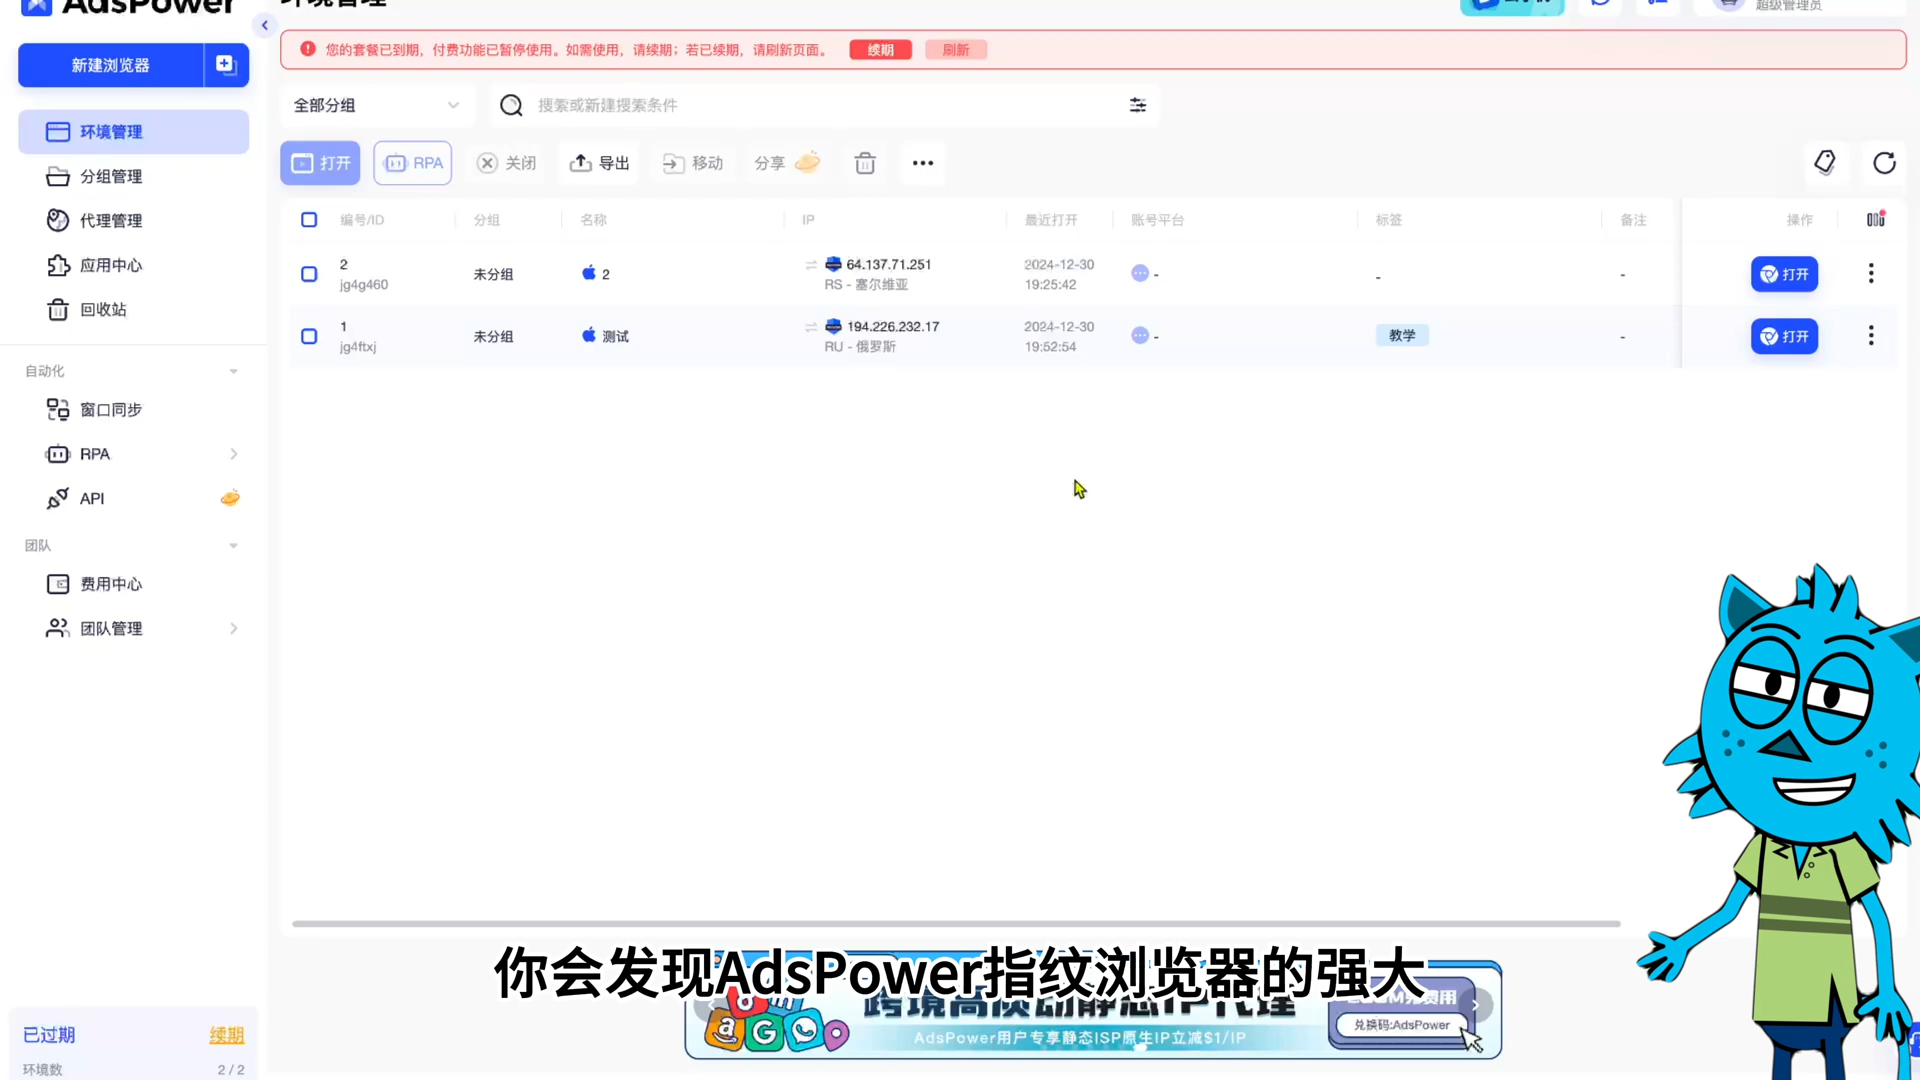 AdsPower
环境管理
超级管理员
新建浏览器
您的套餐已到期，付费功能已暂停使用。如需使用，请续期；若已续期，请刷新页面。 续期 刷新
全部分组 搜索或新建搜索条件
环境管理
分组管理
代理管理
应用中心
回收站
自动化
窗口同步
RPA
API
团队
费用中心
团队管理
已过期 续期
环境数 2 / 2
打开 RPA 关闭 导出 移动 分享
编号/ID 分组 名称 IP 最近打开 账号平台 标签 备注 操作
2 未分组 2 64.137.71.251 2024-12-30 - - - 打开
jg4g460 RS - 塞尔维亚 19:25:42
1 未分组 测试 194.226.232.17 2024-12-30 - 教学 - 打开
jg4ftxj RU - 俄罗斯 19:52:54
你会发现AdsPower指纹浏览器的强大
AdsPower用户专享静态ISP原生IP立减$1/IP
兑换码:AdsPower